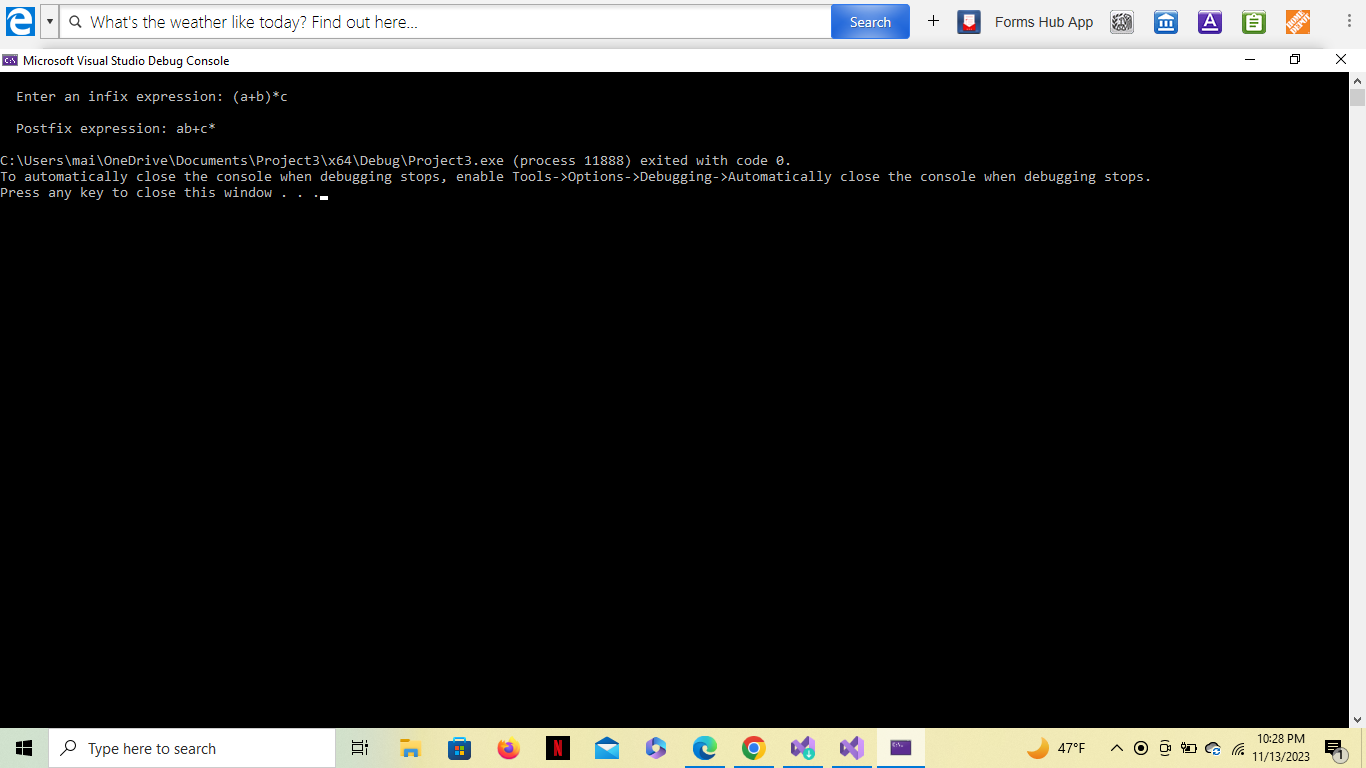 What's the weather like today? Find out here...
Search
+
Forms Hub App
A
Microsoft Visual Studio Debug Console
Enter an infix expression: (a+b)*c
Postfix expression: ab+c*
C:\Users\mai\OneDrive\Documents\Project3\x64\Debug\Project3.exe (process 11888) exited with code 0.
To automatically close the console when debugging stops, enable Tools->Options->Debugging->Automatically close the console when debugging stops.
Press any key to close this window . . .
Type here to search
N
47°F
10:28 PM
11/13/2023
1